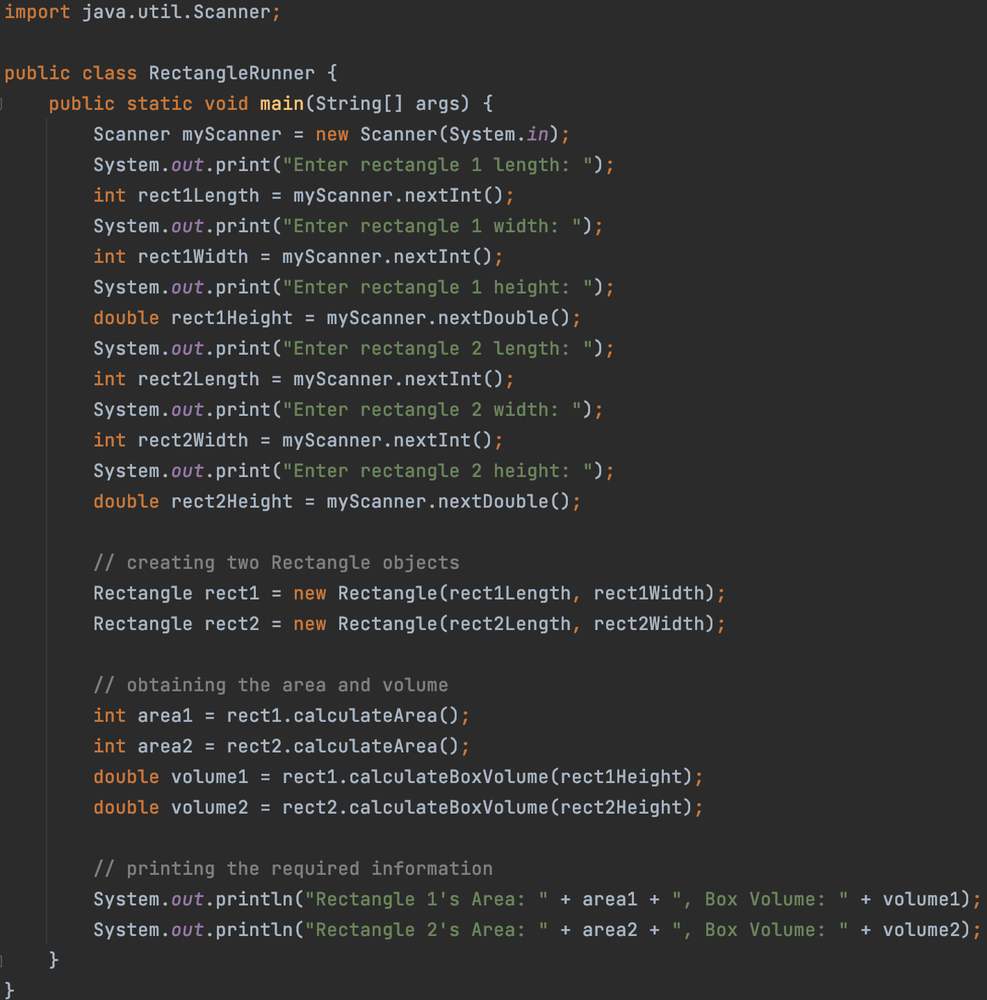 import java.util.Scanner;

public class RectangleRunner {
    public static void main(String[] args) {
        Scanner myScanner = new Scanner(System.in);
        System.out.print("Enter rectangle 1 length: ");
        int rect1Length = myScanner.nextInt();
        System.out.print("Enter rectangle 1 width: ");
        int rect1Width = myScanner.nextInt();
        System.out.print("Enter rectangle 1 height: ");
        double rect1Height = myScanner.nextDouble();
        System.out.print("Enter rectangle 2 length: ");
        int rect2Length = myScanner.nextInt();
        System.out.print("Enter rectangle 2 width: ");
        int rect2Width = myScanner.nextInt();
        System.out.print("Enter rectangle 2 height: ");
        double rect2Height = myScanner.nextDouble();

        // creating two Rectangle objects
        Rectangle rect1 = new Rectangle(rect1Length, rect1Width);
        Rectangle rect2 = new Rectangle(rect2Length, rect2Width);

        // obtaining the area and volume
        int area1 = rect1.calculateArea();
        int area2 = rect2.calculateArea();
        double volume1 = rect1.calculateBoxVolume(rect1Height);
        double volume2 = rect2.calculateBoxVolume(rect2Height);

        // printing the required information
        System.out.println("Rectangle 1's Area: " + area1 + ", Box Volume: " + volume1);
        System.out.println("Rectangle 2's Area: " + area2 + ", Box Volume: " + volume2);
    }
}